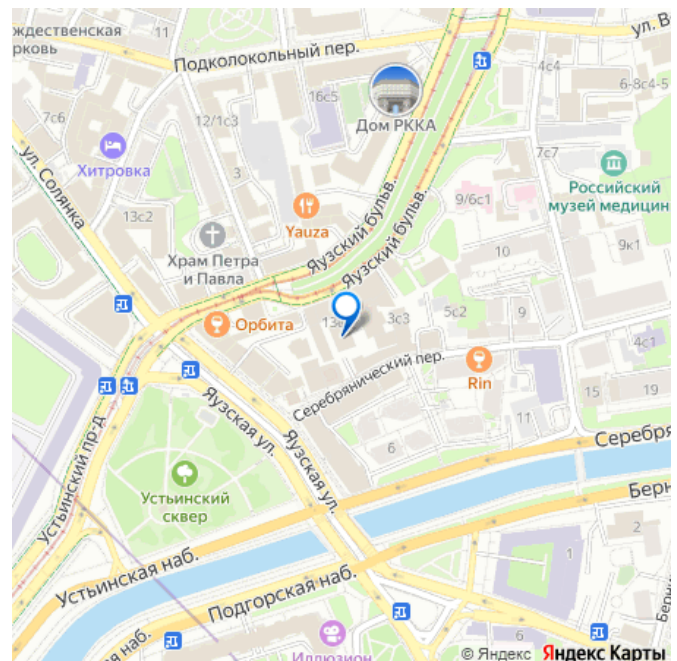 ждественская
рковь
11
Подколокольный пер.
ул. В
4с4
6-8с4-5
16с5
Дом РККА
7с6
12/1с3
Хитровка
3
7с7
Российский
музей медицин
ул. Солянка
13с2
Yauza
9/6с1
Храм Петра
и Павла
Яузский бульв.
Яузский бульв.
10
9к1
Орбита
3с3
5с2
9
4с1
Серебрянический пер.
Rin
15
19
11
Яузская ул.
Яузская ул.
6
Серебря
Устьинский пр-д
Устьинский
сквер
Берн
2
1
Устьинская наб.
Подгорская наб.
Берни
наб.
Иллюзион
6
© Яндекс Яндекс Карты